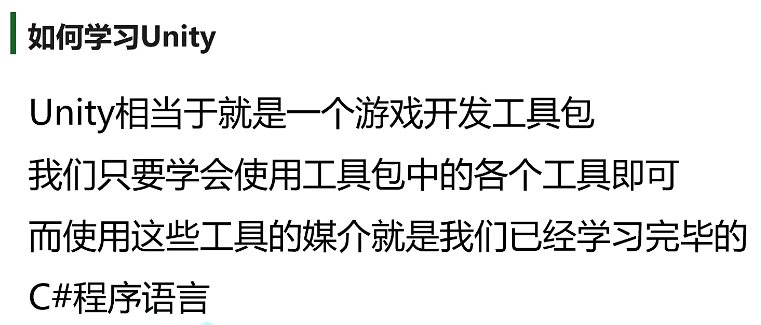 如何学习Unity
Unity相当于就是一个游戏开发工具包
我们只要学会使用工具包中的各个工具即可
而使用这些工具的媒介就是我们已经学习完毕的
C#程序语言